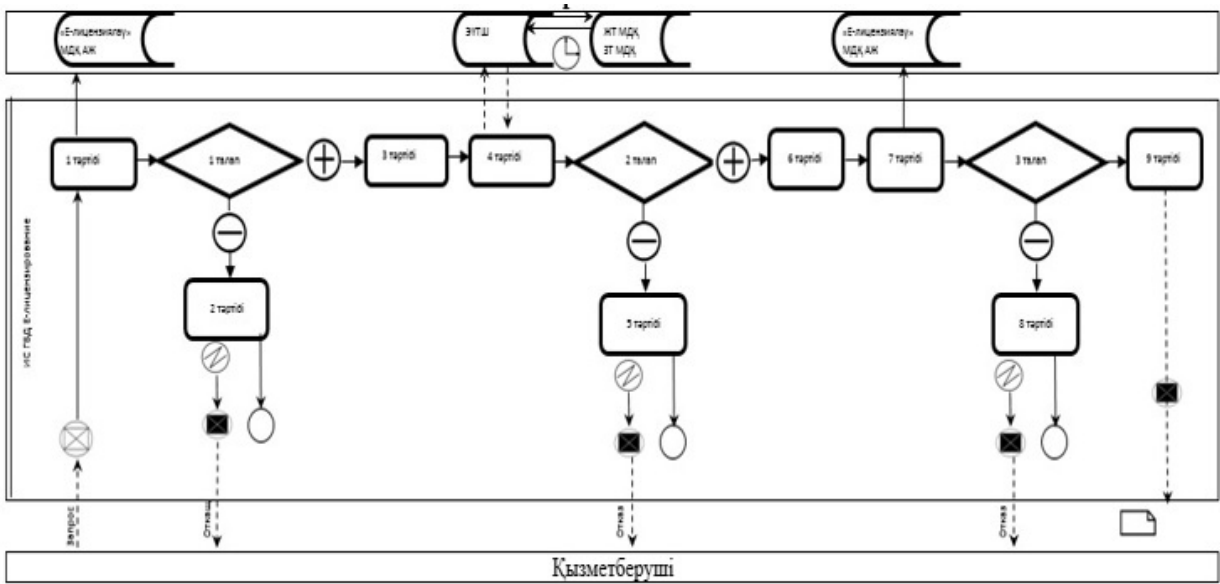 «Е-лицензиялау»
МДҚ АЖ
ЭҮТШ
ЖТ МДҚ
ЗТ МДҚ
«Е-лицензиялау»
МДҚ АЖ
1 тәртібі
1 талап
3 тәртібі
4 тәртібі
2 талап
6 тәртібі
7 тәртібі
3 талап
9 тәртібі
ИС ГБД Е-лицензирование
2 тәртібі
5 тәртібі
8 тәртібі
Запрос
Отказ
Отказ
Отказ
Қызметберуші